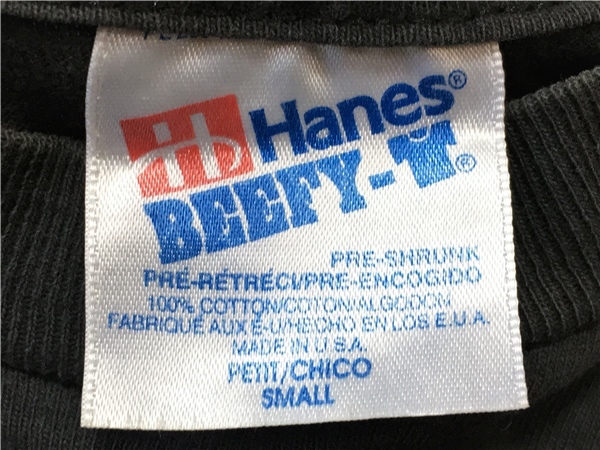 Hanes®
BEEFY-T®
PRE-SHRUNK
PRÉ-RÉTRÉCI/PRE-ENCOGIDO
100% COTTON/COTON/ALGODON
FABRIQUÉ AUX É-U/HECHO EN LOS E.U.A.
MADE IN U.S.A.
PETIT/CHICO
SMALL